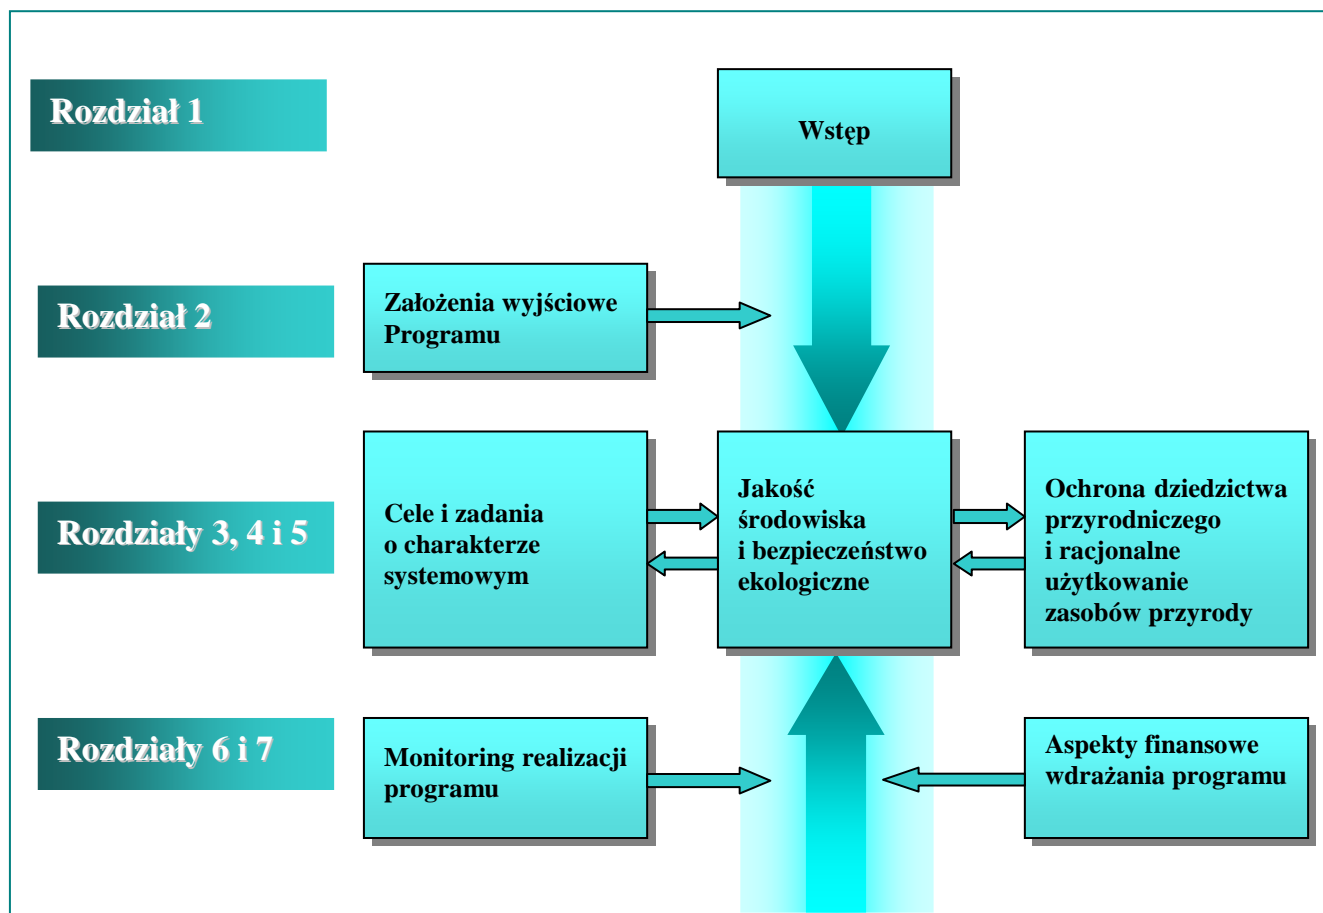 Rozdział 1
Wstęp
Rozdział 2
Założenia wyjściowe
Programu
Rozdziały 3, 4 i 5
Cele i zadania
o charakterze
systemowym
Jakość
środowiska
i bezpieczeństwo
ekologiczne
Ochrona dziedzictwa
przyrodniczego
i racjonalne
użytkowanie
zasobów przyrody
Rozdziały 6 i 7
Monitoring realizacji
programu
Aspekty finansowe
wdrażania programu